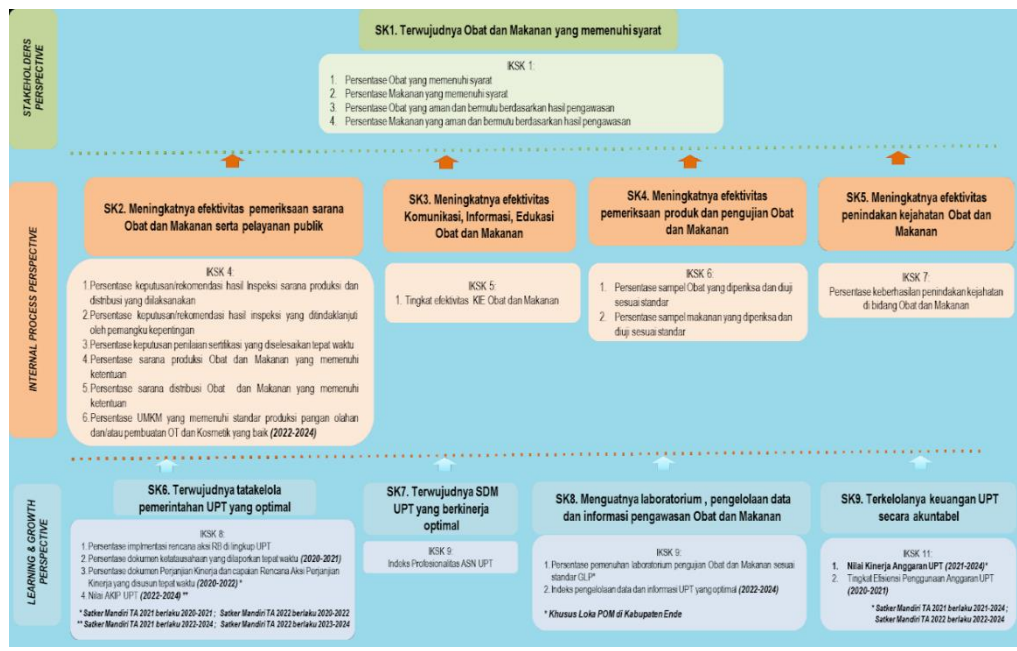 STAKEHOLDERS
PERSPECTIVE
SK1. Terwujudnya Obat dan Makanan yang memenuhi syarat
IKSK 1:
1. Persentase Obat yang memenuhi syarat
2. Persentase Makanan yang memenuhi syarat
3. Persentase Obat yang aman dan bermutu berdasarkan hasil pengawasan
4. Persentase Makanan yang aman dan bermutu berdasarkan hasil pengawasan
INTERNAL PROCESS PERSPECTIVE
SK2. Meningkatnya efektivitas pemeriksaan sarana
Obat dan Makanan serta pelayanan publik
IKSK 4:
1. Persentase keputusan/rekomendasi hasil Inspeksi sarana produksi dan
distribusi yang dilaksanakan
2. Persentase keputusan/rekomendasi hasil inspeksi yang ditindaklanjuti
oleh pemangku kepentingan
3. Persentase keputusan penilaian sertifikasi yang diselesaikan tepat waktu
4. Persentase sarana produksi Obat dan Makanan yang memenuhi
ketentuan
5. Persentase sarana distribusi Obat dan Makanan yang memenuhi
ketentuan
6. Persentase UMKM yang memenuhi standar produksi pangan olahan
dan/atau pembuatan OT dan Kosmetik yang baik (2022-2024)
SK3. Meningkatnya efektivitas
Komunikasi, Informasi, Edukasi
Obat dan Makanan
IKSK 5:
1. Tingkat efektivitas KIE Obat dan Makanan
SK4. Meningkatnya efektivitas
pemeriksaan produk dan pengujian Obat
dan Makanan
IKSK 6:
1. Persentase sampel Obat yang diperiksa dan diuji
sesuai standar
2. Persentase sampel makanan yang diperiksa dan
diuji sesuai standar
SK5. Meningkatnya efektivitas
penindakan kejahatan Obat dan
Makanan
IKSK 7:
Persentase keberhasilan penindakan kejahatan
di bidang Obat dan Makanan
LEARNING & GROWTH
PERSPECTIVE
SK6. Terwujudnya tatakelola
pemerintahan UPT yang optimal
IKSK 8:
1. Persentase implmentasi rencana aksi RB di lingkup UPT
2. Persentase dokumen ketatausahaan yang dilaporkan tepat waktu (2020-2021)
3. Persentase dokumen Perjanjian Kinerja dan capaian Rencana Aksi Perjanjian
Kinerja yang disusun tepat waktu (2020-2022) *
4. Nilai AKIP UPT (2022-2024) **
* Satker Mandiri TA 2021 berlaku 2020-2021 ; Satker Mandiri TA 2022 berlaku 2020-2022
** Satker Mandiri TA 2021 berlaku 2022-2024 ; Satker Mandiri TA 2022 berlaku 2023-2024
SK7. Terwujudnya SDM
UPT yang berkinerja
optimal
IKSK 9:
Indeks Profesionalitas ASN UPT
SK8. Menguatnya laboratorium , pengelolaan data
dan informasi pengawasan Obat dan Makanan
IKSK 9:
1. Persentase pemenuhan laboratorium pengujian Obat dan Makanan sesuai
standar GLP*
2. Indeks pengelolaan data dan informasi UPT yang optimal (2022-2024)
* Khusus Loka POM di Kabupaten Ende
SK9. Terkelolanya keuangan UPT
secara akuntabel
IKSK 11:
1. Nilai Kinerja Anggaran UPT (2021-2024)*
2. Tingkat Efisiensi Penggunaan Anggaran UPT
(2020-2021)
* Satker Mandiri TA 2021 berlaku 2021-2024 ;
Satker Mandiri TA 2022 berlaku 2022-2024